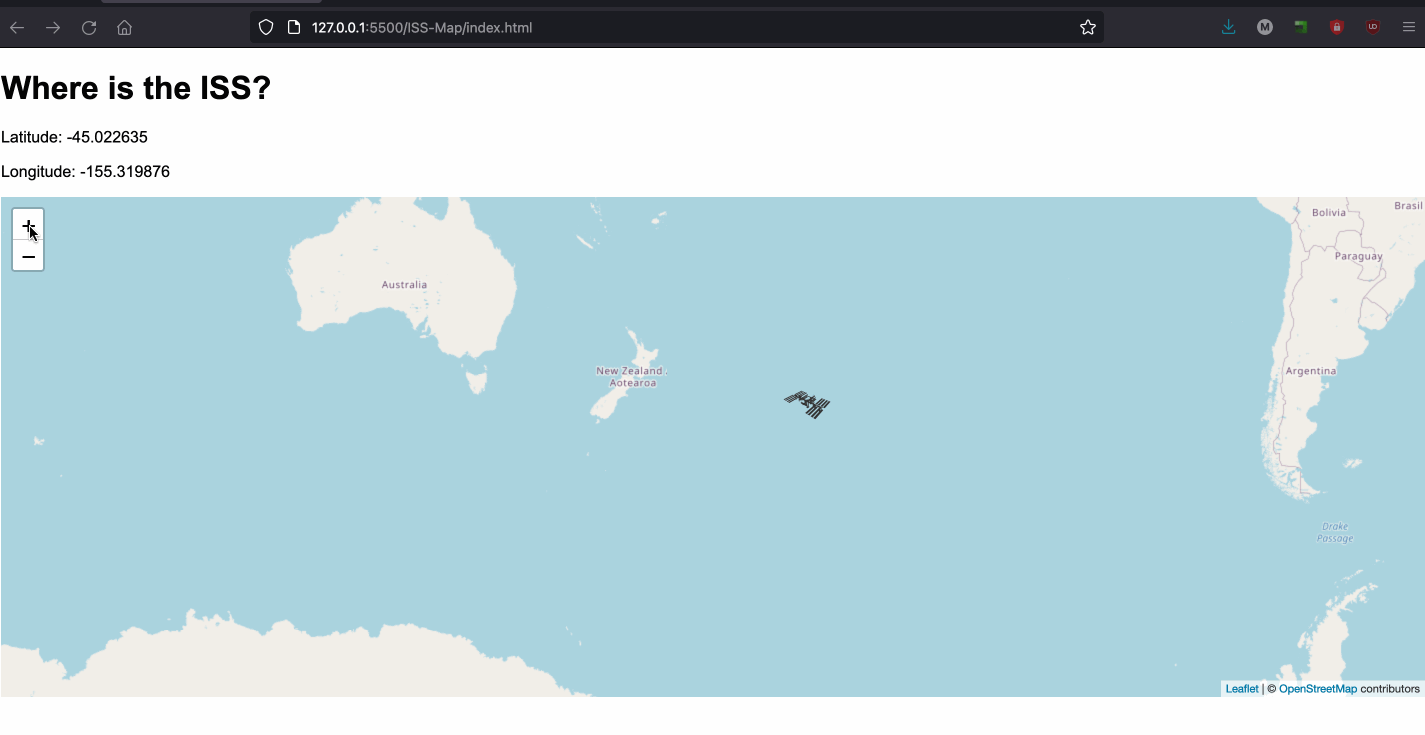 127.0.0.1:5500/ISS-Map/index.html
M
Where is the ISS?
Latitude: -45.022635
Longitude: -155.319876
+
−
Bolivia
Brasil
Paraguay
Australia
New Zealand /
Aotearoa
Argentina
Drake
Passage
Leaflet | © OpenStreetMap contributors